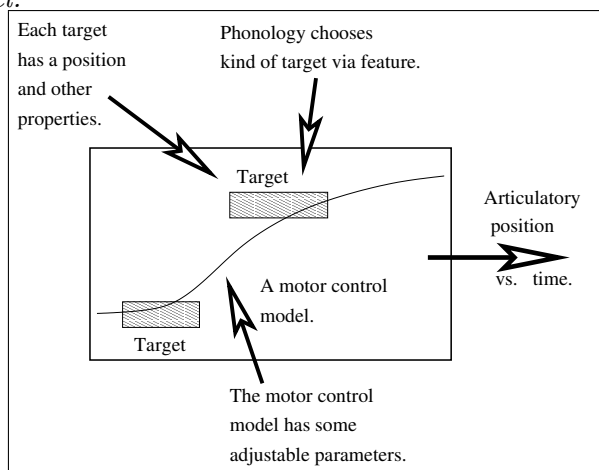 Each target
has a position
and other
properties.
Phonology chooses
kind of target via feature.
Target
Articulatory
position
vs. time.
A motor control
model.
Target
The motor control
model has some
adjustable parameters.